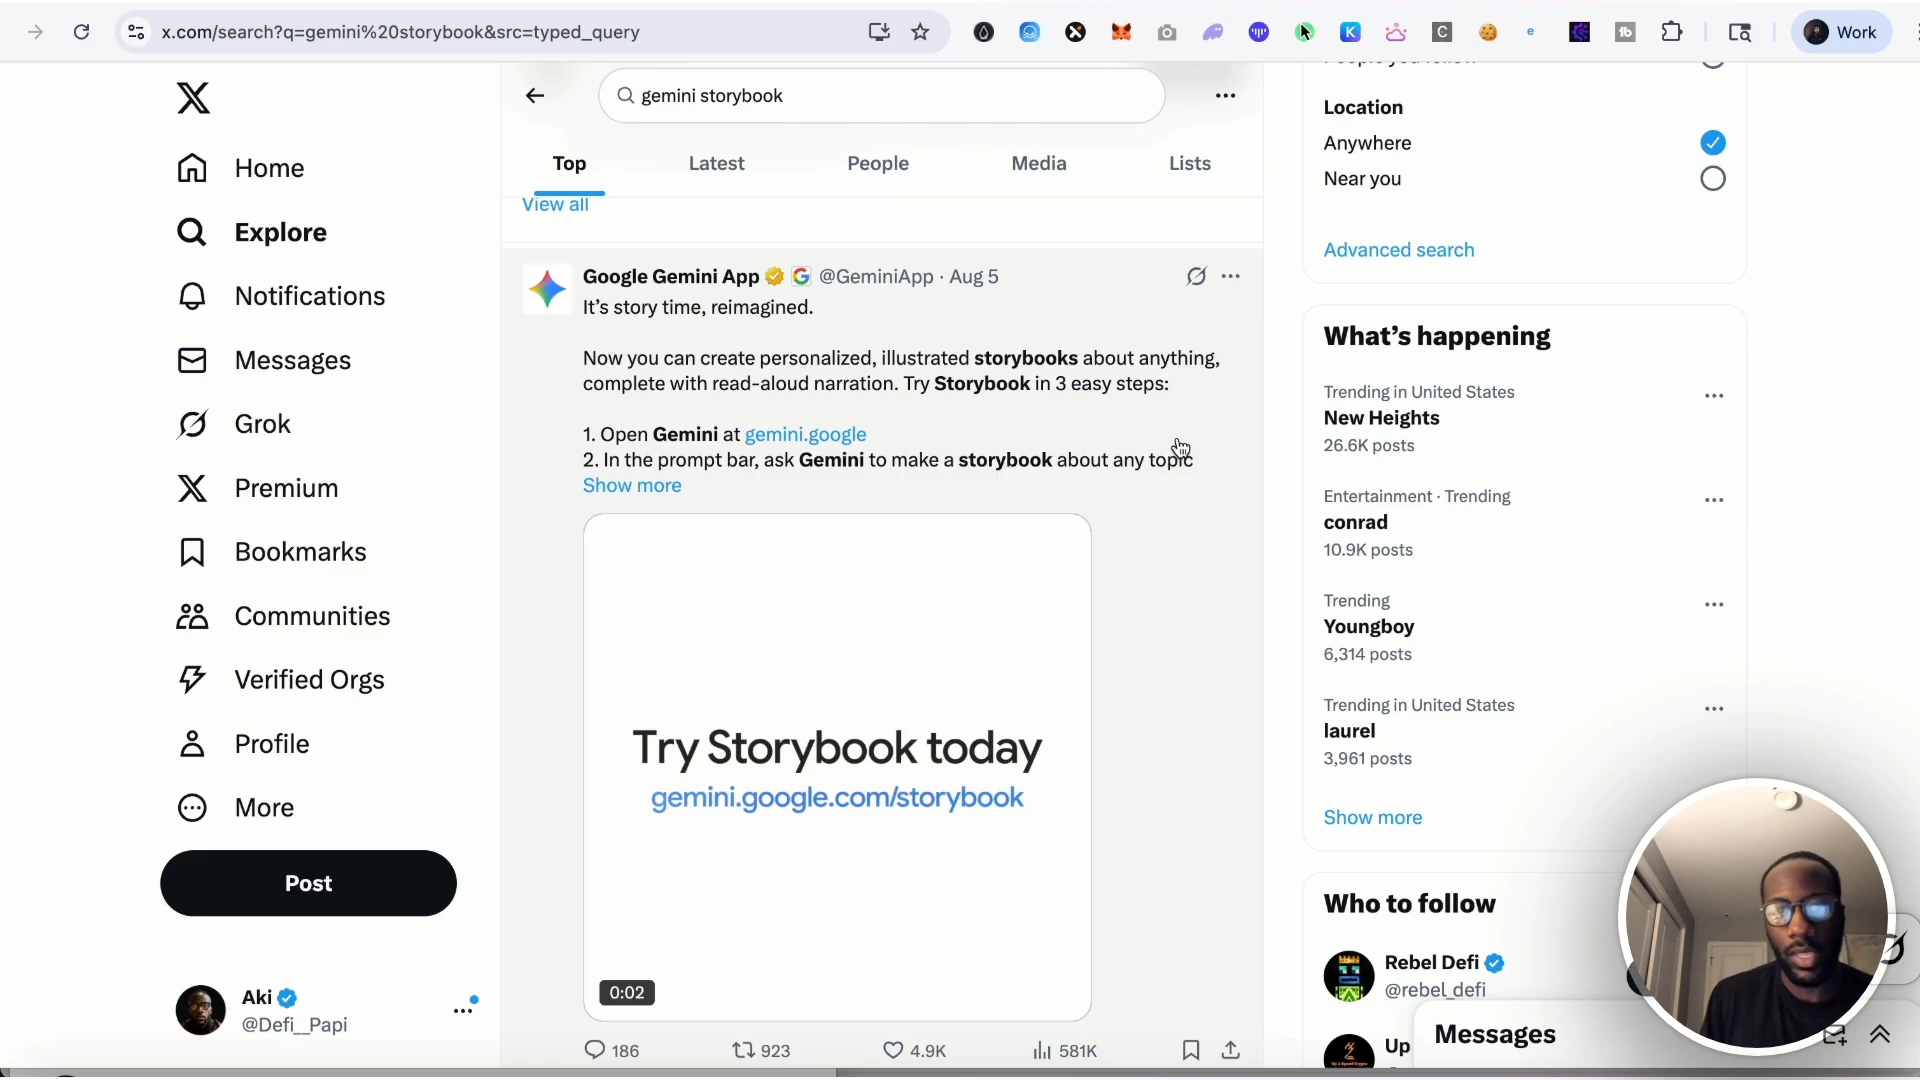 x.com/search?q=gemini%20storybook&src=typed_query
Work
Home
Explore
Notifications
Messages
Grok
Premium
Bookmarks
Communities
Verified Orgs
Profile
More
Post
Aki
@Defi__Papi
gemini storybook
Top
Latest
People
Media
Lists
View all
Google Gemini App @GeminiApp · Aug 5
It's story time, reimagined.
Now you can create personalized, illustrated storybooks about anything,
complete with read-aloud narration. Try Storybook in 3 easy steps:
1. Open Gemini at gemini.google
2. In the prompt bar, ask Gemini to make a storybook about any topic
Show more
Try Storybook today
gemini.google.com/storybook
0:02
186
923
4.9K
581K
Location
Anywhere
Near you
Advanced search
What's happening
Trending in United States
New Heights
26.6K posts
Entertainment · Trending
conrad
10.9K posts
Trending
Youngboy
6,314 posts
Trending in United States
laurel
3,961 posts
Show more
Who to follow
Rebel Defi
@rebel_defi
Up
Messages